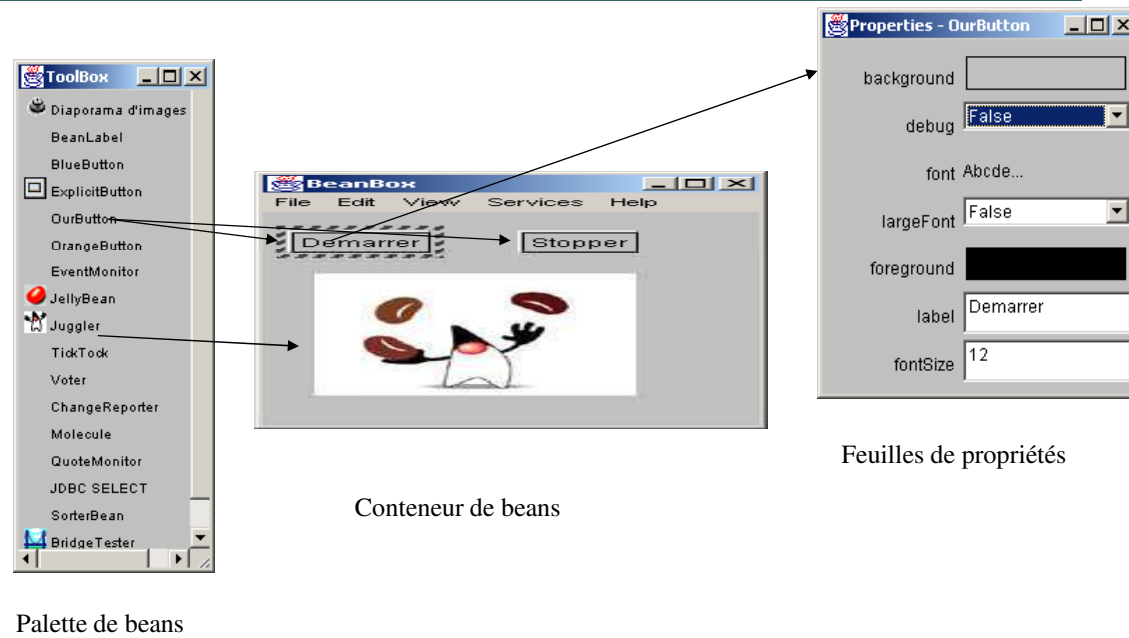 ToolBox
Diaporama d'images
BeanLabel
BlueButton
ExplicitButton
OurButton
OrangeButton
EventMonitor
JellyBean
Juggler
TickTock
Voter
ChangeReporter
Molecule
QuoteMonitor
JDBC SELECT
SorterBean
BridgeTester
Palette de beans
BeanBox
File Edit View Services Help
Demarrer Stopper
Conteneur de beans
Properties - OurButton
background
debug False
font Abcde...
largeFont False
foreground
label Demarrer
fontSize 12
Feuilles de propriétés